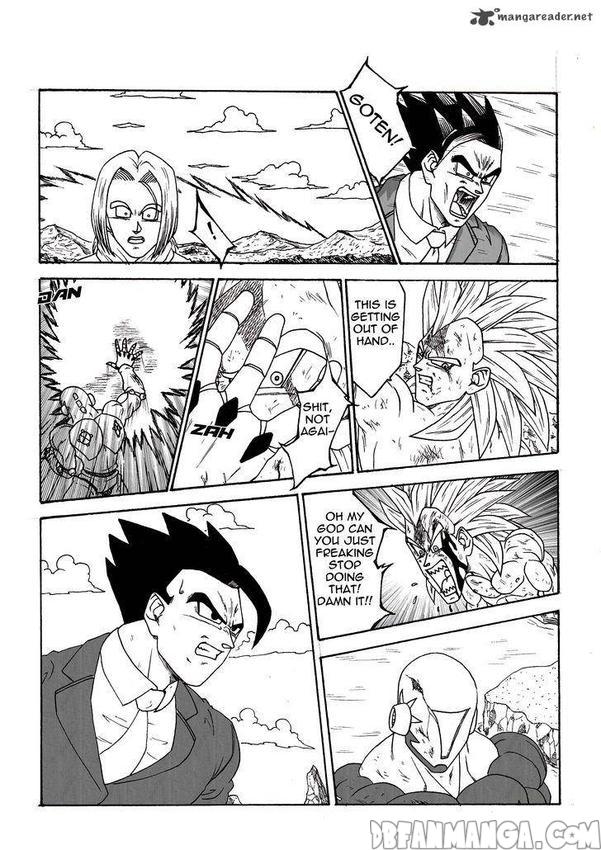 mangareader.net
GOTEN!
!
DAN
SHIT,
NOT
AGAI-
ZAH
THIS IS
GETTING
OUT OF
HAND..
OH MY
GOD CAN
YOU JUST
FREAKING
STOP
DOING
THAT!
DAMN IT!!
DBFANMANGA.COM